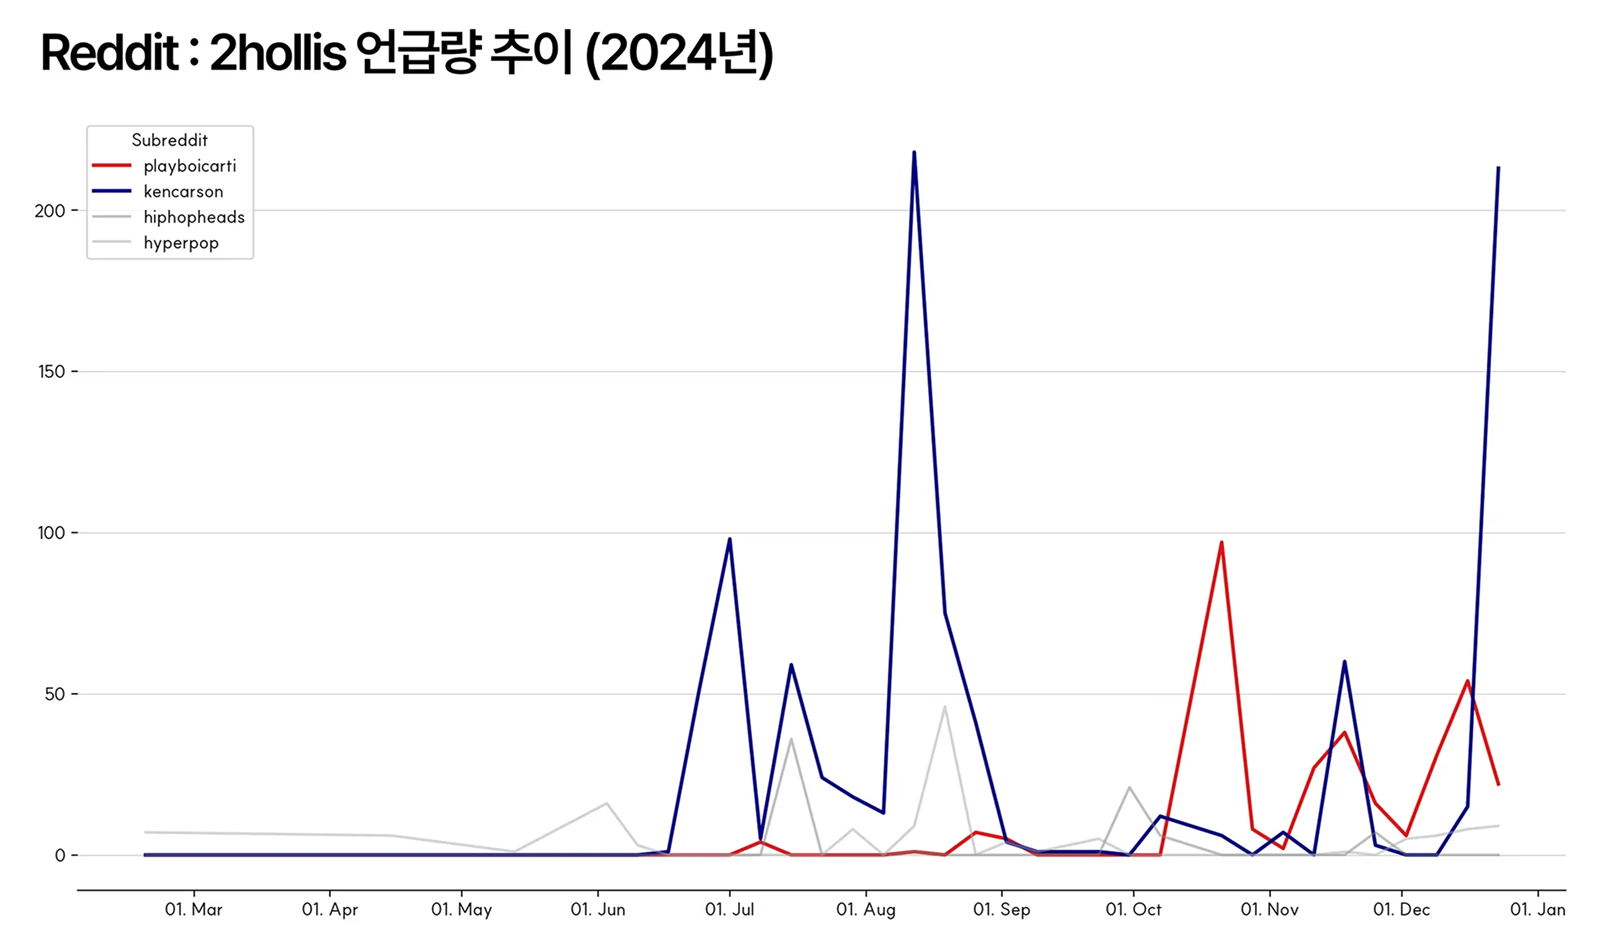 Reddit : 2hollis 언급량 추이 (2024년)
Subreddit
playboicarti
kencarson
hiphopheads
hyperpop
200
150
100
50
0
01. Mar
01. Apr
01. May
01. Jun
01. Jul
01. Aug
01. Sep
01. Oct
01. Nov
01. Dec
01. Jan